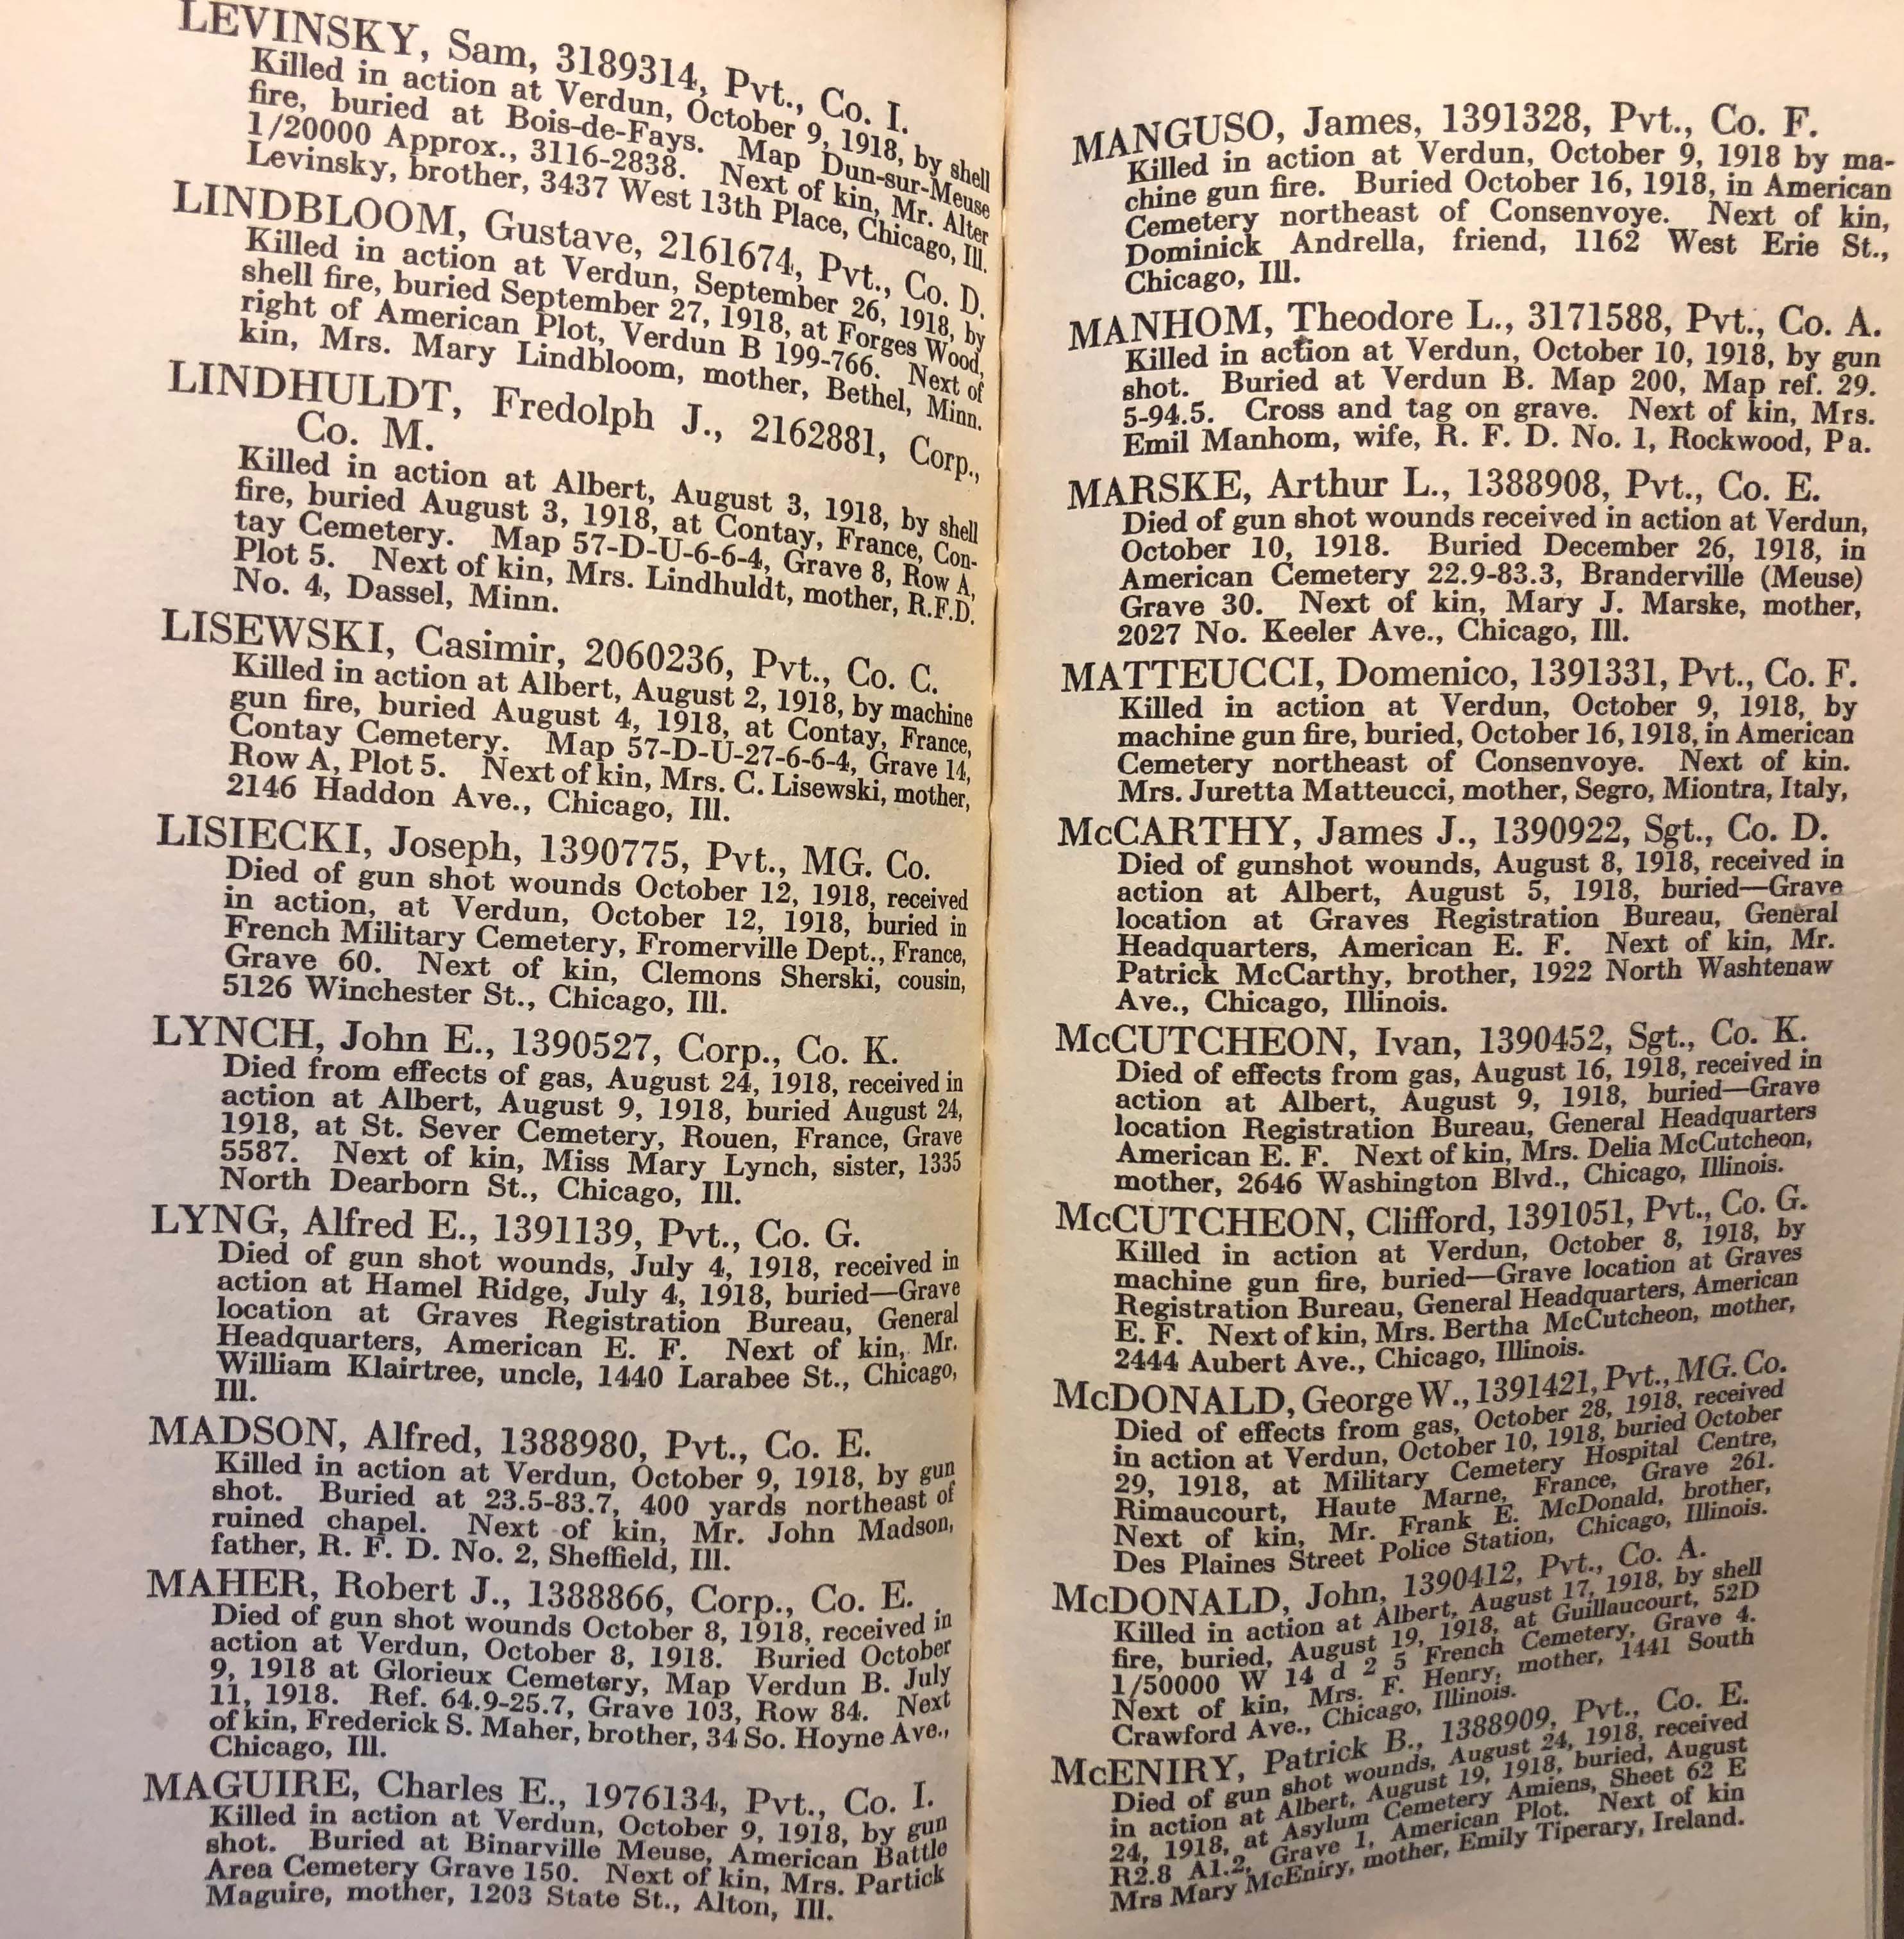 LEVINSKY, Sam, 3189314, Pvt., Co. I.
Killed in action at Verdun, October 9, 1918, by shell
fire, buried at Bois-de-Fays. Map Dun-sur-Meuse
1/20000 Approx., 3116-2838. Next of kin, Mr. Alter
Levinsky, brother, 3437 West 13th Place, Chicago, Ill.
LINDBLOOM, Gustave, 2161674, Pvt., Co. D.
Killed in action at Verdun, September 26, 1918, by
shell fire, buried September 27, 1918, at Forges Wood,
right of American Plot, Verdun B 199-766. Next of
kin, Mrs. Mary Lindbloom, mother, Bethel, Minn.
LINDHULDT, Fredolph J., 2162881, Corp.,
Co. M.
Killed in action at Albert, August 3, 1918, by shell
fire, buried August 3, 1918, at Contay, France, Con-
tay Cemetery. Map 57-D-U-6-6-4, Grave 8, Row A,
Plot 5. Next of kin, Mrs. Lindhuldt, mother, R.F.D.
No. 4, Dassel, Minn.
LISEWSKI, Casimir, 2060236, Pvt., Co. C.
Killed in action at Albert, August 2, 1918, by machine
gun fire, buried August 4, 1918, at Contay, France,
Contay Cemetery. Map 57-D-U-27-6-6-4, Grave 14,
Row A, Plot 5. Next of kin, Mrs. C. Lisewski, mother,
2146 Haddon Ave., Chicago, Ill.
LISIECKI, Joseph, 1390775, Pvt., MG. Co.
Died of gun shot wounds October 12, 1918, received
in action, at Verdun, October 12, 1918, buried in
French Military Cemetery, Fromerville Dept., France,
Grave 60. Next of kin, Clemons Sherski, cousin,
5126 Winchester St., Chicago, Ill.
LYNCH, John E., 1390527, Corp., Co. K.
Died from effects of gas, August 24, 1918, received in
action at Albert, August 9, 1918, buried August 24,
1918, at St. Sever Cemetery, Rouen, France, Grave
5587. Next of kin, Miss Mary Lynch, sister, 1335
North Dearborn St., Chicago, Ill.
LYNG, Alfred E., 1391139, Pvt., Co. G.
Died of gun shot wounds, July 4, 1918, received in
action at Hamel Ridge, July 4, 1918, buried—Grave
location at Graves Registration Bureau, General
Headquarters, American E. F. Next of kin, Mr.
William Klairtree, uncle, 1440 Larabee St., Chicago,
Ill.
MADSON, Alfred, 1388980, Pvt., Co. E.
Killed in action at Verdun, October 9, 1918, by gun
shot. Buried at 23.5-83.7, 400 yards northeast of
ruined chapel. Next of kin, Mr. John Madson,
father, R. F. D. No. 2, Sheffield, Ill.
MAHER, Robert J., 1388866, Corp., Co. E.
Died of gun shot wounds October 8, 1918, received in
action at Verdun, October 8, 1918. Buried October
9, 1918 at Glorieux Cemetery, Map Verdun B. July
11, 1918. Ref. 64.9-25.7, Grave 103, Row 84. Next
of kin, Frederick S. Maher, brother, 34 So. Hoyne Ave.,
Chicago, Ill.
MAGUIRE, Charles E., 1976134, Pvt., Co. I.
Killed in action at Verdun, October 9, 1918, by gun
shot. Buried at Binarville Meuse, American Battle
Area Cemetery Grave 150. Next of kin, Mrs. Partick
Maguire, mother, 1203 State St., Alton, Ill.
MANGUSO, James, 1391328, Pvt., Co. F.
Killed in action at Verdun, October 9, 1918 by ma-
chine gun fire. Buried October 16, 1918, in American
Cemetery northeast of Consenvoye. Next of kin,
Dominick Andrella, friend, 1162 West Erie St.,
Chicago, Ill.
MANHOM, Theodore L., 3171588, Pvt., Co. A.
Killed in action at Verdun, October 10, 1918, by gun
shot. Buried at Verdun B. Map 200, Map ref. 29.
5-94.5. Cross and tag on grave. Next of kin, Mrs.
Emil Manhom, wife, R. F. D. No. 1, Rockwood, Pa.
MARSKE, Arthur L., 1388908, Pvt., Co. E.
Died of gun shot wounds received in action at Verdun,
October 10, 1918. Buried December 26, 1918, in
American Cemetery 22.9-83.3, Branderville (Meuse)
Grave 30. Next of kin, Mary J. Marske, mother,
2027 No. Keeler Ave., Chicago, Ill.
MATTEUCCI, Domenico, 1391331, Pvt., Co. F.
Killed in action at Verdun, October 9, 1918, by
machine gun fire, buried, October 16, 1918, in American
Cemetery northeast of Consenvoye. Next of kin.
Mrs. Juretta Matteucci, mother, Segro, Miontra, Italy,
McCARTHY, James J., 1390922, Sgt., Co. D.
Died of gunshot wounds, August 8, 1918, received in
action at Albert, August 5, 1918, buried—Grave
location at Graves Registration Bureau, General
Headquarters, American E. F. Next of kin, Mr.
Patrick McCarthy, brother, 1922 North Washtenaw
Ave., Chicago, Illinois.
McCUTCHEON, Ivan, 1390452, Sgt., Co. K.
Died of effects from gas, August 16, 1918, received in
action at Albert, August 9, 1918, buried—Grave
location Registration Bureau, General Headquarters
American E. F. Next of kin, Mrs. Delia McCutcheon,
mother, 2646 Washington Blvd., Chicago, Illinois.
McCUTCHEON, Clifford, 1391051, Pvt., Co. G.
Killed in action at Verdun, October 8, 1918, by
machine gun fire, buried—Grave location at Graves
Registration Bureau, General Headquarters, American
E. F. Next of kin, Mrs. Bertha McCutcheon, mother,
2444 Aubert Ave., Chicago, Illinois.
McDONALD, George W., 1391421, Pvt., MG. Co.
Died of effects from gas, October 28, 1918, received
in action at Verdun, October 10, 1918, buried October
29, 1918, at Military Cemetery Hospital Centre,
Rimaucourt, Haute Marne, France, Grave 261.
Next of kin, Mr. Frank E. McDonald, brother,
Des Plaines Street Police Station, Chicago, Illinois.
McDONALD, John, 1390412, Pvt., Co. A.
Killed in action at Albert, August 17, 1918, by shell
fire, buried, August 19, 1918, at Guillaucourt, 52D
1/50000 W 14 d 2 5 French Cemetery, Grave 4.
Next of kin, Mrs. F. Henry, mother, 1441 South
Crawford Ave., Chicago, Illinois.
McENIRY, Patrick B., 1388909, Pvt., Co. E.
Died of gun shot wounds, August 24, 1918, received
in action at Albert, August 19, 1918, buried, August
24, 1918, at Asylum Cemetery Amiens, Sheet 62 E
R2.8 A1.2, Grave 1, American Plot. Next of kin
Mrs Mary McEniry, mother, Emily Tiperary, Ireland.